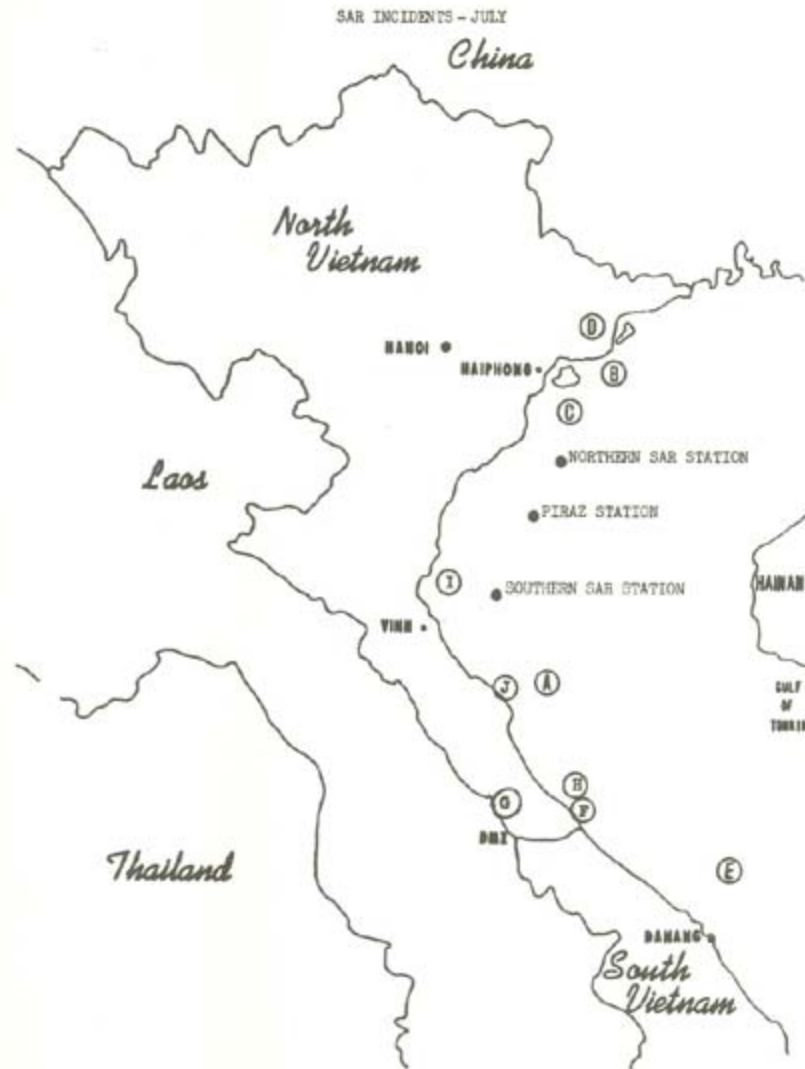 SAR INCIDENTS - JULY
China
North
Vietnam
D
HANOI
HAIPHONG
B
C
NORTHERN SAR STATION
Laos
PIRAZ STATION
I
SOUTHERN SAR STATION
HAINAN
VINH
J
A
GULF
OF
TONKIN
H
G
F
DMZ
Thailand
E
DANANG
South
Vietnam